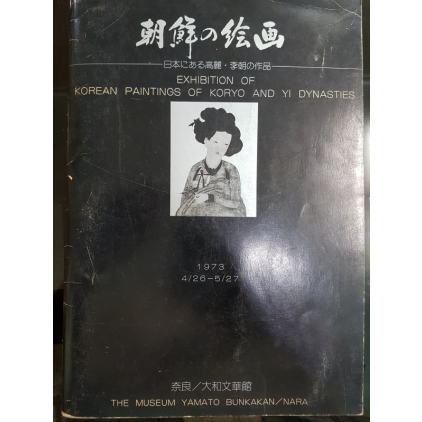 朝鮮の絵画
日本にある高麗・李朝の作品
EXHIBITION OF
KOREAN PAINTINGS OF KORYO AND YI DYNASTIES
1973
4/26-5/27
奈良/大和文華館
THE MUSEUM YAMATO BUNKAKAN/NARA